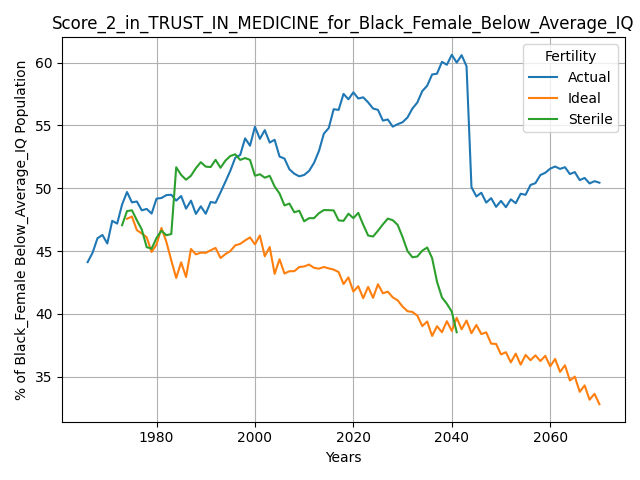 Score_2_in_TRUST_IN_MEDICINE_for_Black_Female_Below_Average_IQ
% of Black_Female Below_Average_IQ Population
60
55
50
45
40
35
Fertility
Actual
Ideal
Sterile
1980
2000
2020
2040
2060
Years